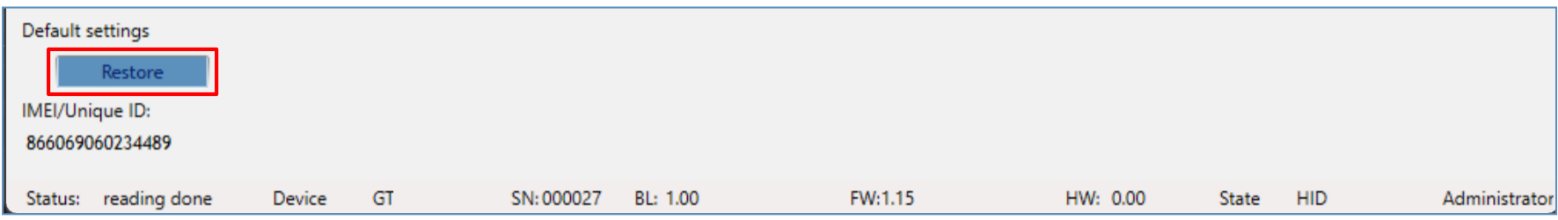 Default settings
Restore
IMEI/Unique ID:
866069060234489
Status: reading done Device GT SN:000027 BL: 1.00 FW:1.15 HW: 0.00 State HID Administrator